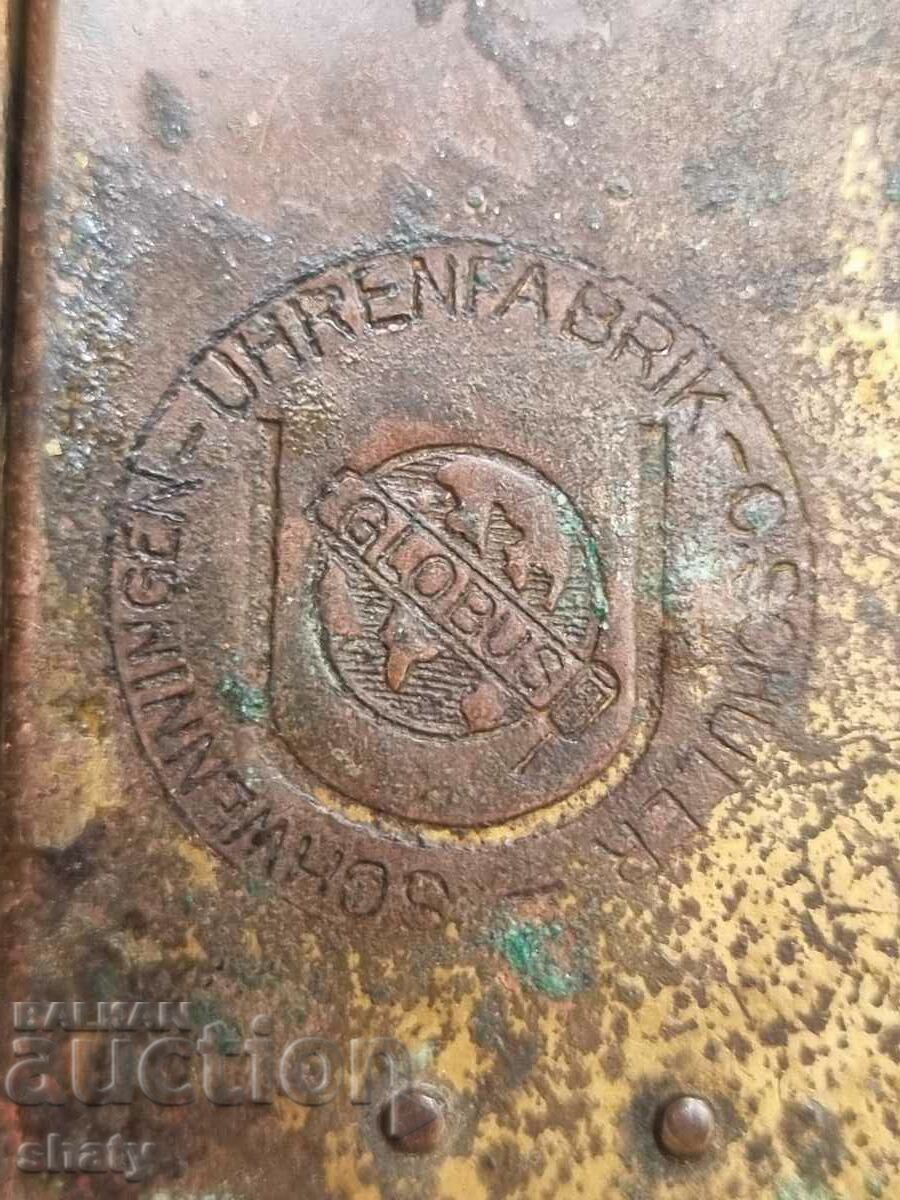 UHRENFABRIK - C. SCHULER - SCHWENNINGEN -
GLOBUS
BALKAN
auction
shaty